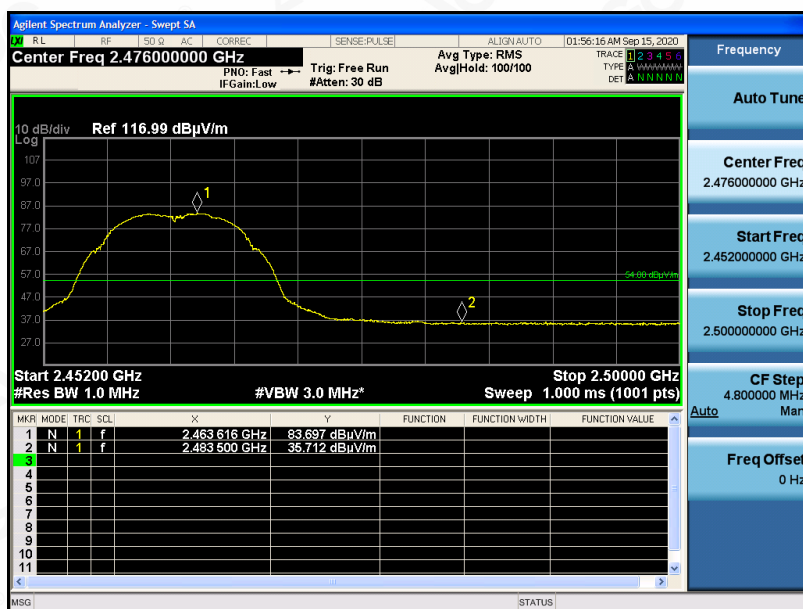 Agilent Spectrum Analyzer - Swept SA
LXI RL RF 50 Ω AC CORREC SENSE:PULSE ALIGN AUTO 01:56:16 AM Sep 15, 2020
Center Freq 2.476000000 GHz
PNO: Fast
IFGain:Low
Trig: Free Run
#Atten: 30 dB
Avg Type: RMS
Avg|Hold: 100/100
TRACE 1 2 3 4 5 6
TYPE A WWWWW
DET A N N N N N
10 dB/div Ref 116.99 dBµV/m
Log
107
97.0
87.0
77.0
67.0
57.0
47.0
37.0
27.0
1
2
54.00 dBµV/m
Start 2.45200 GHz Stop 2.50000 GHz
#Res BW 1.0 MHz #VBW 3.0 MHz* Sweep 1.000 ms (1001 pts)
MKR MODE TRC SCL X Y FUNCTION FUNCTION WIDTH FUNCTION VALUE
1 N 1 f 2.463 616 GHz 83.697 dBµV/m
2 N 1 f 2.483 500 GHz 35.712 dBµV/m
3
4
5
6
7
8
9
10
11
MSG STATUS
Frequency
Auto Tune
Center Freq
2.476000000 GHz
Start Freq
2.452000000 GHz
Stop Freq
2.500000000 GHz
CF Step
4.800000 MHz
Auto Man
Freq Offset
0 Hz